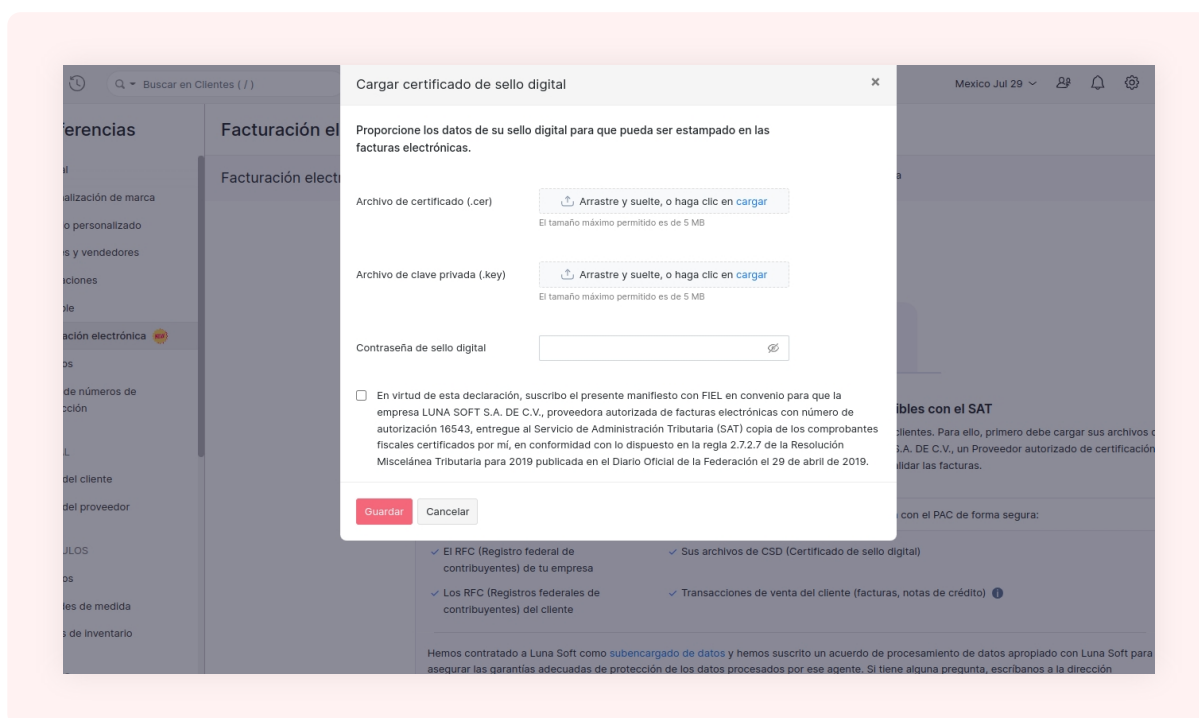 Buscar en Clientes ( / )
Mexico Jul 29
Cargar certificado de sello digital
×
Proporcione los datos de su sello digital para que pueda ser estampado en las
facturas electrónicas.
Archivo de certificado (.cer)
Arrastre y suelte, o haga clic en cargar
El tamaño máximo permitido es de 5 MB
Archivo de clave privada (.key)
Arrastre y suelte, o haga clic en cargar
El tamaño máximo permitido es de 5 MB
Contraseña de sello digital
En virtud de esta declaración, suscribo el presente manifiesto con FIEL en convenio para que la
empresa LUNA SOFT S.A. DE C.V., proveedora autorizada de facturas electrónicas con número de
autorización 16543, entregue al Servicio de Administración Tributaria (SAT) copia de los comprobantes
fiscales certificados por mí, en conformidad con lo dispuesto en la regla 2.7.2.7 de la Resolución
Miscelánea Tributaria para 2019 publicada en el Diario Oficial de la Federación el 29 de abril de 2019.
Guardar
Cancelar
ferencias
al
nalización de marca
o personalizado
es y vendedores
aciones
ble
ación electrónica
os
de números de
cción
AL
del cliente
del proveedor
ULOS
os
les de medida
s de inventario
Facturación el
Facturación elect
a
ibles con el SAT
clientes. Para ello, primero debe cargar sus archivos
S.A. DE C.V., un Proveedor autorizado de certificación
alidar las facturas.
con el PAC de forma segura:
El RFC (Registro federal de
contribuyentes) de tu empresa
Sus archivos de CSD (Certificado de sello digital)
Los RFC (Registros federales de
contribuyentes) del cliente
Transacciones de venta del cliente (facturas, notas de crédito)
Hemos contratado a Luna Soft como subencargado de datos y hemos suscrito un acuerdo de procesamiento de datos apropiado con Luna Soft para
asegurar las garantías adecuadas de protección de los datos procesados por ese agente. Si tiene alguna pregunta, escríbanos a la dirección